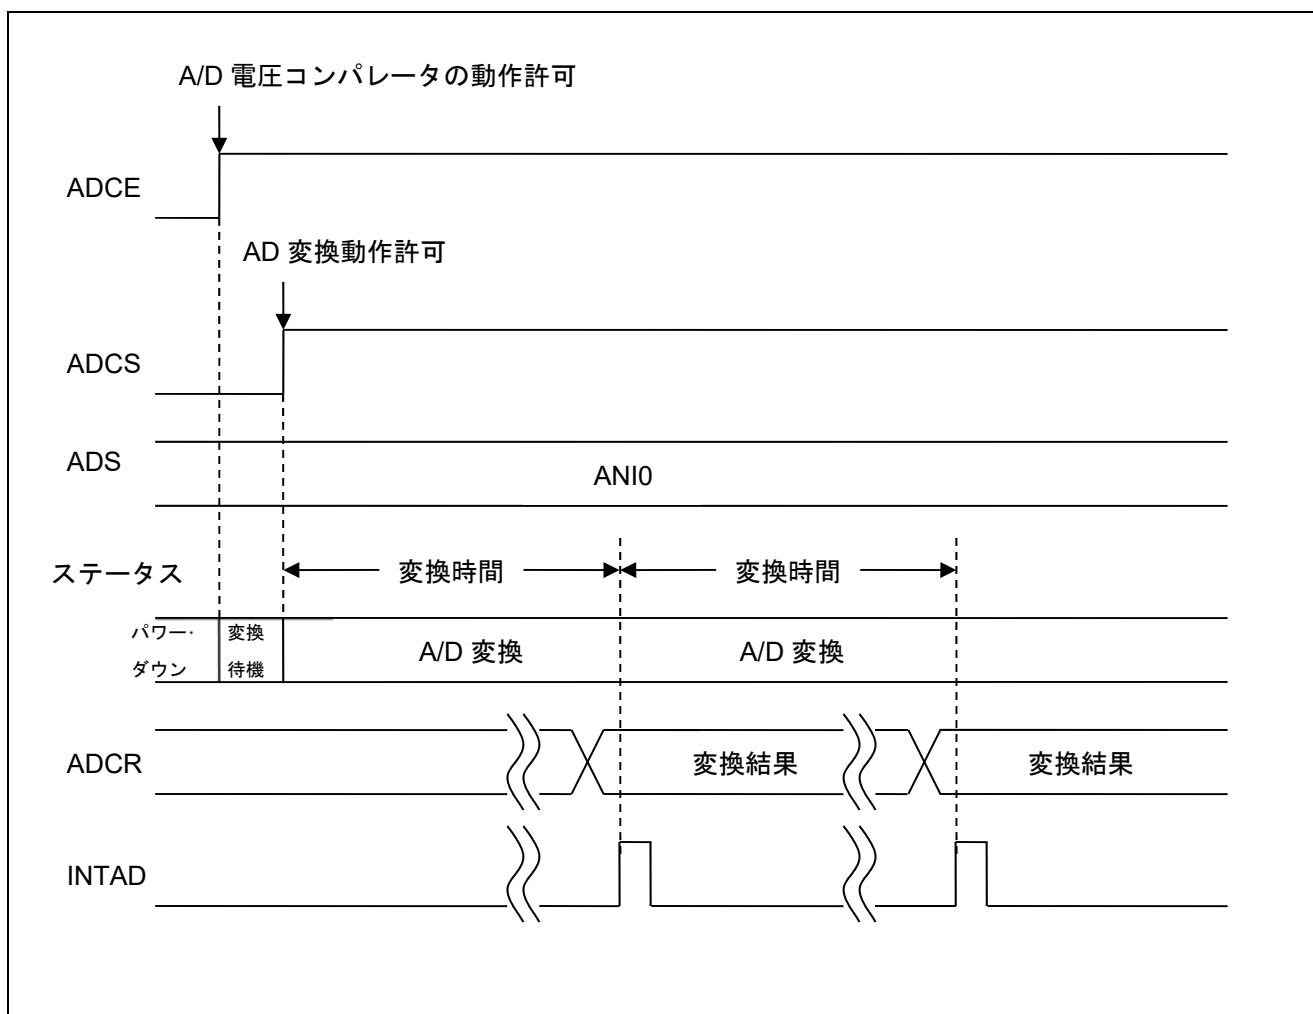 A/D 電圧コンパレータの動作許可
ADCE
AD 変換動作許可
ADCS
ADS
ANI0
ステータス
変換時間
変換時間
パワー・
ダウン
変換
待機
A/D 変換
A/D 変換
ADCR
変換結果
変換結果
INTAD